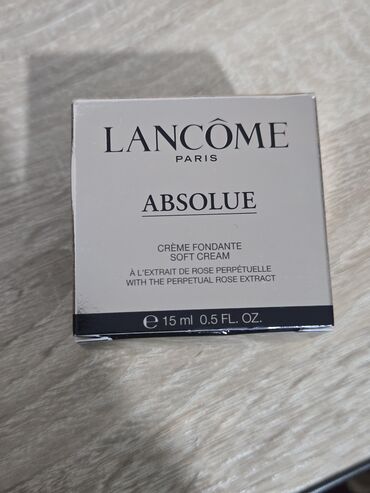 LANCÔME
PARIS
ABSOLUE
CRÈME FONDANTE
SOFT CREAM
À L'EXTRAIT DE ROSE PERPÉTUELLE
WITH THE PERPETUAL ROSE EXTRACT
℮ 15 ml 0.5 FL. OZ.